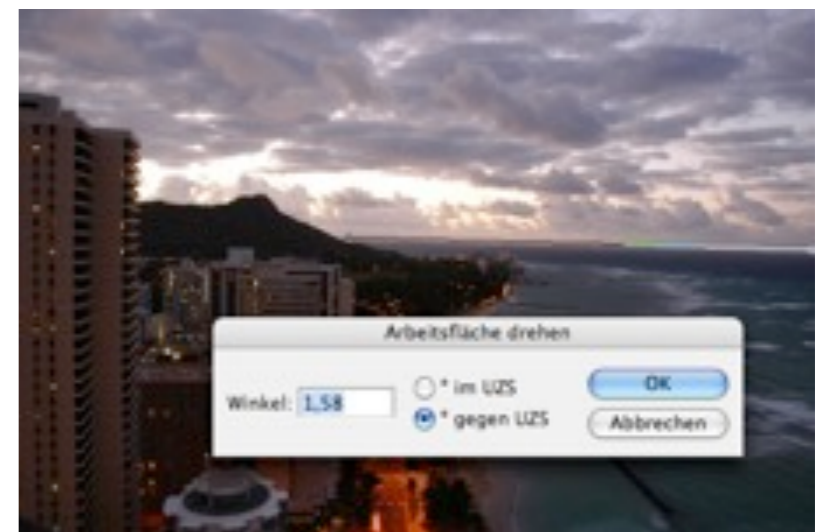 Arbeitsfläche drehen
Winkel: 1,58
° im UZS
° gegen UZS
OK
Abbrechen